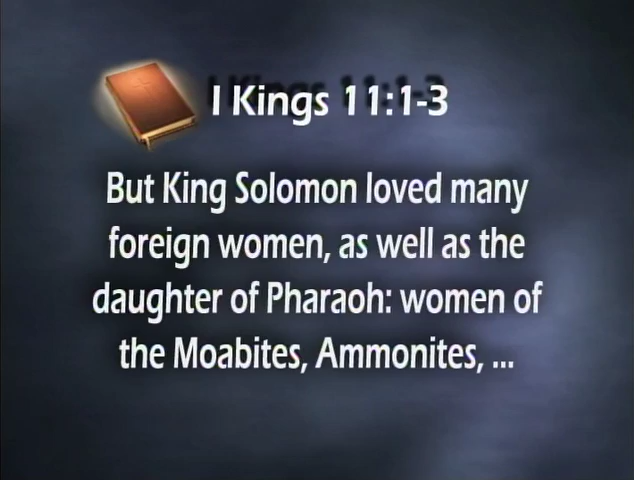 I Kings 11:1-3
But King Solomon loved many
foreign women, as well as the
daughter of Pharaoh: women of
the Moabites, Ammonites, ...